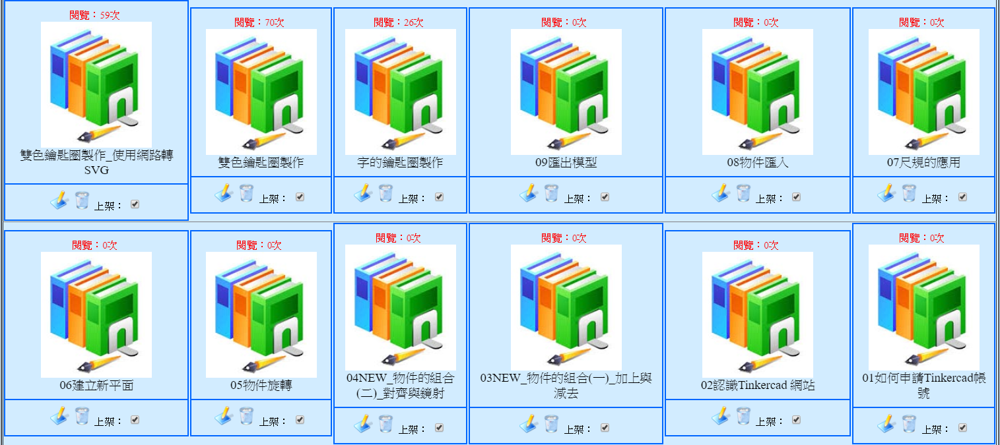 閱覽：59次
雙色鑰匙圈製作_使用網路轉
SVG
上架：
閱覽：70次
雙色鑰匙圈製作
上架：
閱覽：26次
字的鑰匙圈製作
上架：
閱覽：0次
09匯出模型
上架：
閱覽：0次
08物件匯入
上架：
閱覽：0次
07尺規的應用
上架：
閱覽：0次
06建立新平面
上架：
閱覽：0次
05物件旋轉
上架：
閱覽：0次
04NEW_物件的組合
(二)_對齊與鏡射
上架：
閱覽：0次
03NEW_物件的組合(一)_加上與
減去
上架：
閱覽：0次
02認識Tinkercad 網站
上架：
閱覽：0次
01如何申請Tinkercad帳
號
上架：